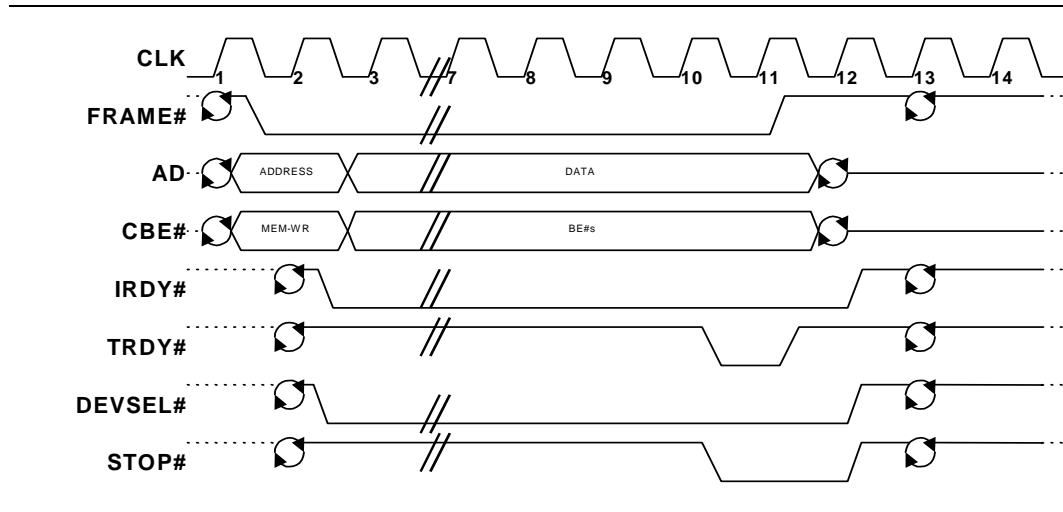 CLK
1 2 3 7 8 9 10 11 12 13 14
FRAME#
AD ADDRESS DATA
CBE# MEM-WR BE#s
IRDY#
TRDY#
DEVSEL#
STOP#